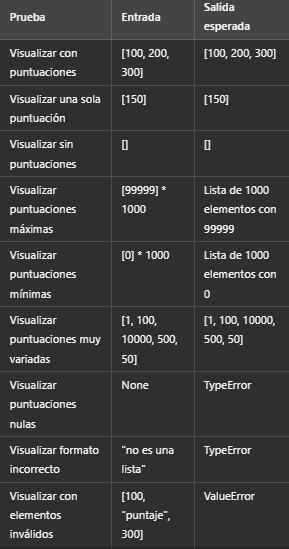 Prueba
Entrada
Salida
esperada
Visualizar con
puntuaciones
[100, 200,
300]
[100, 200, 300]
Visualizar una sola
puntuación
[150]
[150]
Visualizar sin
puntuaciones
[]
[]
Visualizar
puntuaciones
máximas
[99999] *
1000
Lista de 1000
elementos con
99999
Visualizar
puntuaciones
mínimas
[0] * 1000
Lista de 1000
elementos con
0
Visualizar
puntuaciones muy
variadas
[1, 100,
10000, 500,
50]
[1, 100, 10000,
500, 50]
Visualizar
puntuaciones
nulas
None
TypeError
Visualizar formato
incorrecto
"no es una
lista"
TypeError
Visualizar con
elementos
inválidos
[100,
"puntaje",
300]
ValueError